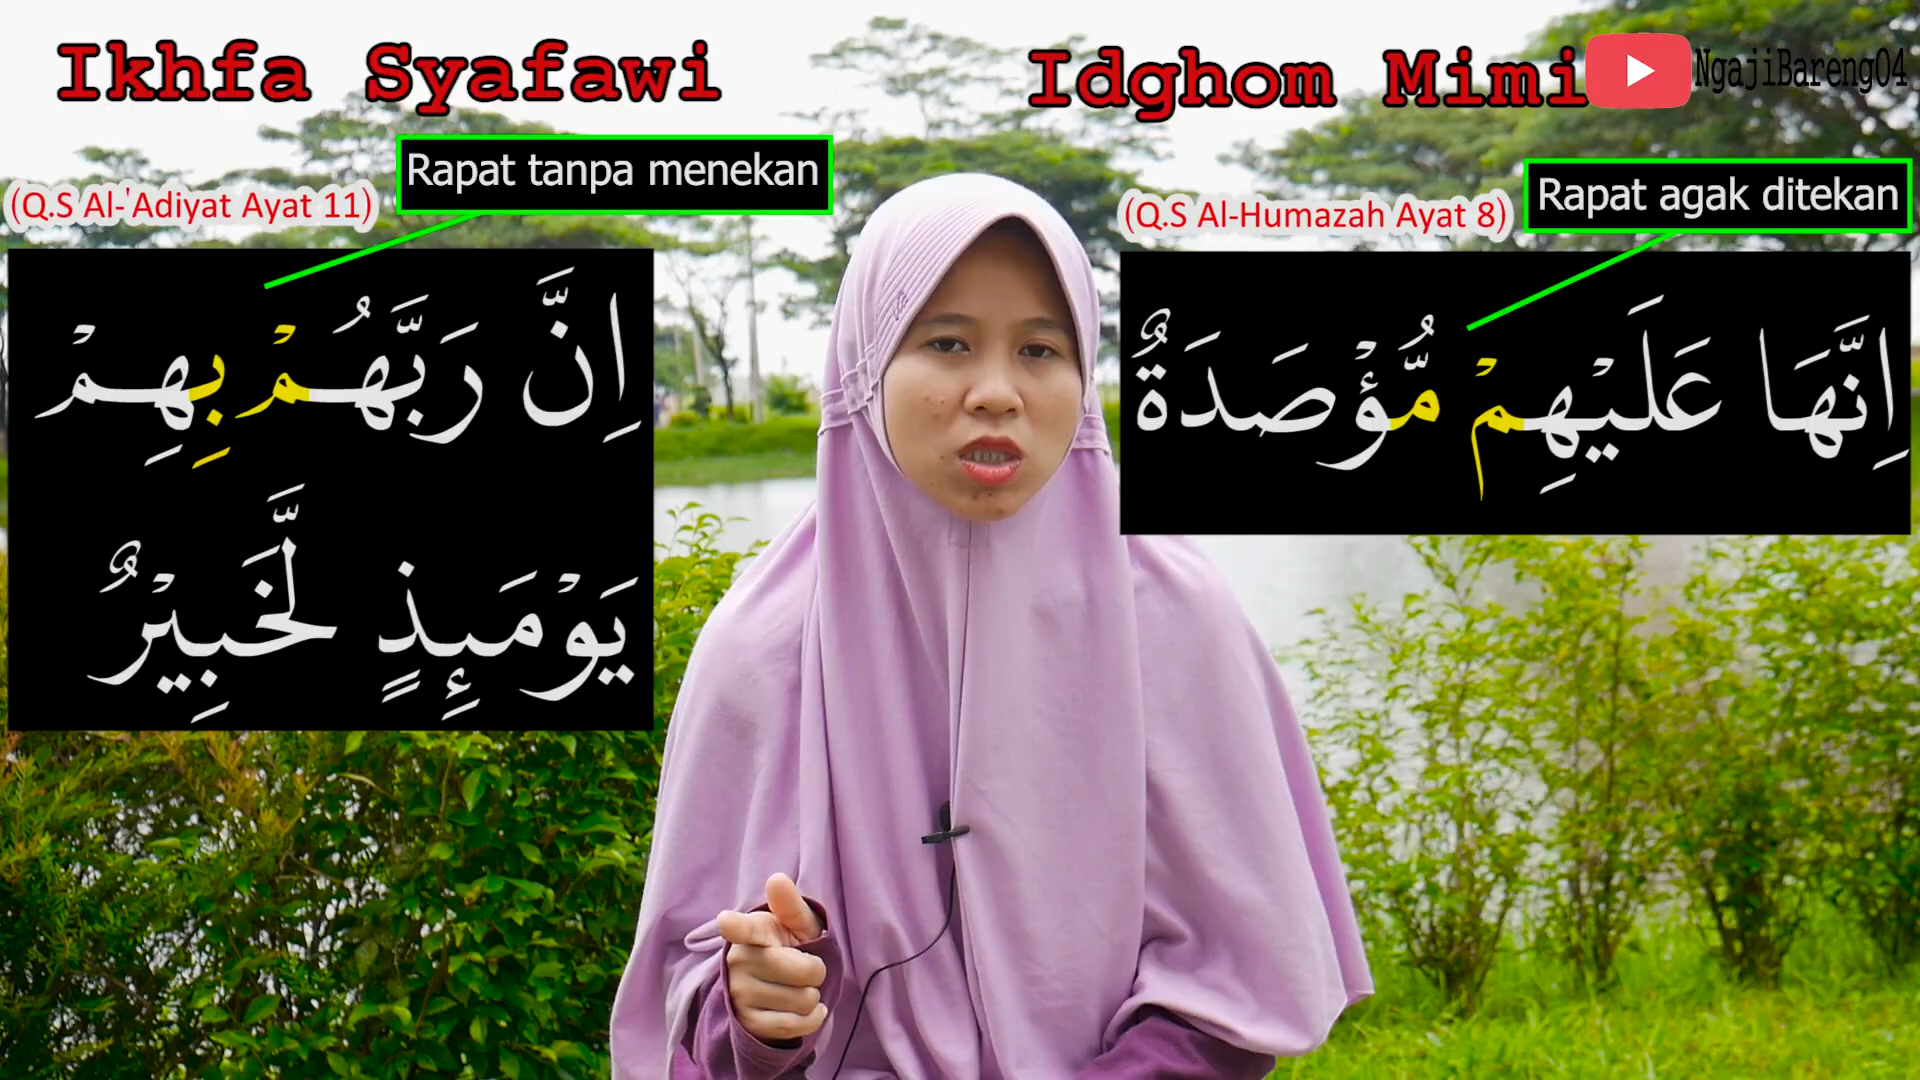 Ikhfa Syafawi
Idghom Mimi
NgajiBareng04
Rapat tanpa menekan
(Q.S Al-'Adiyat Ayat 11)
اِنَّ رَبَّهُمْ بِهِمْ
يَوْمَىِٕذٍ لَّخَبِيْرٌ
Rapat agak ditekan
(Q.S Al-Humazah Ayat 8)
اِنَّهَا عَلَيْهِمْ مُّؤْصَدَةٌ